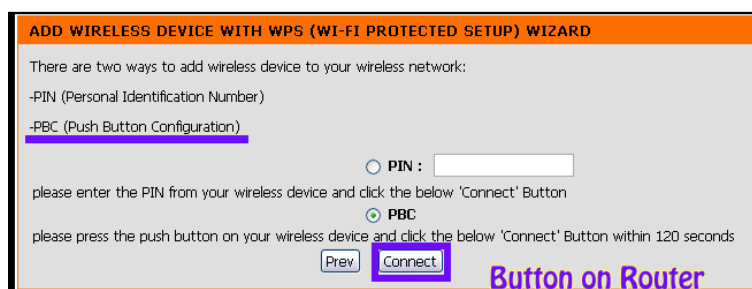 ADD WIRELESS DEVICE WITH WPS (WI-FI PROTECTED SETUP) WIZARD
There are two ways to add wireless device to your wireless network:
-PIN (Personal Identification Number)
-PBC (Push Button Configuration)
PIN :
please enter the PIN from your wireless device and click the below 'Connect' Button
PBC
please press the push button on your wireless device and click the below 'Connect' Button within 120 seconds
Prev Connect
Button on Router